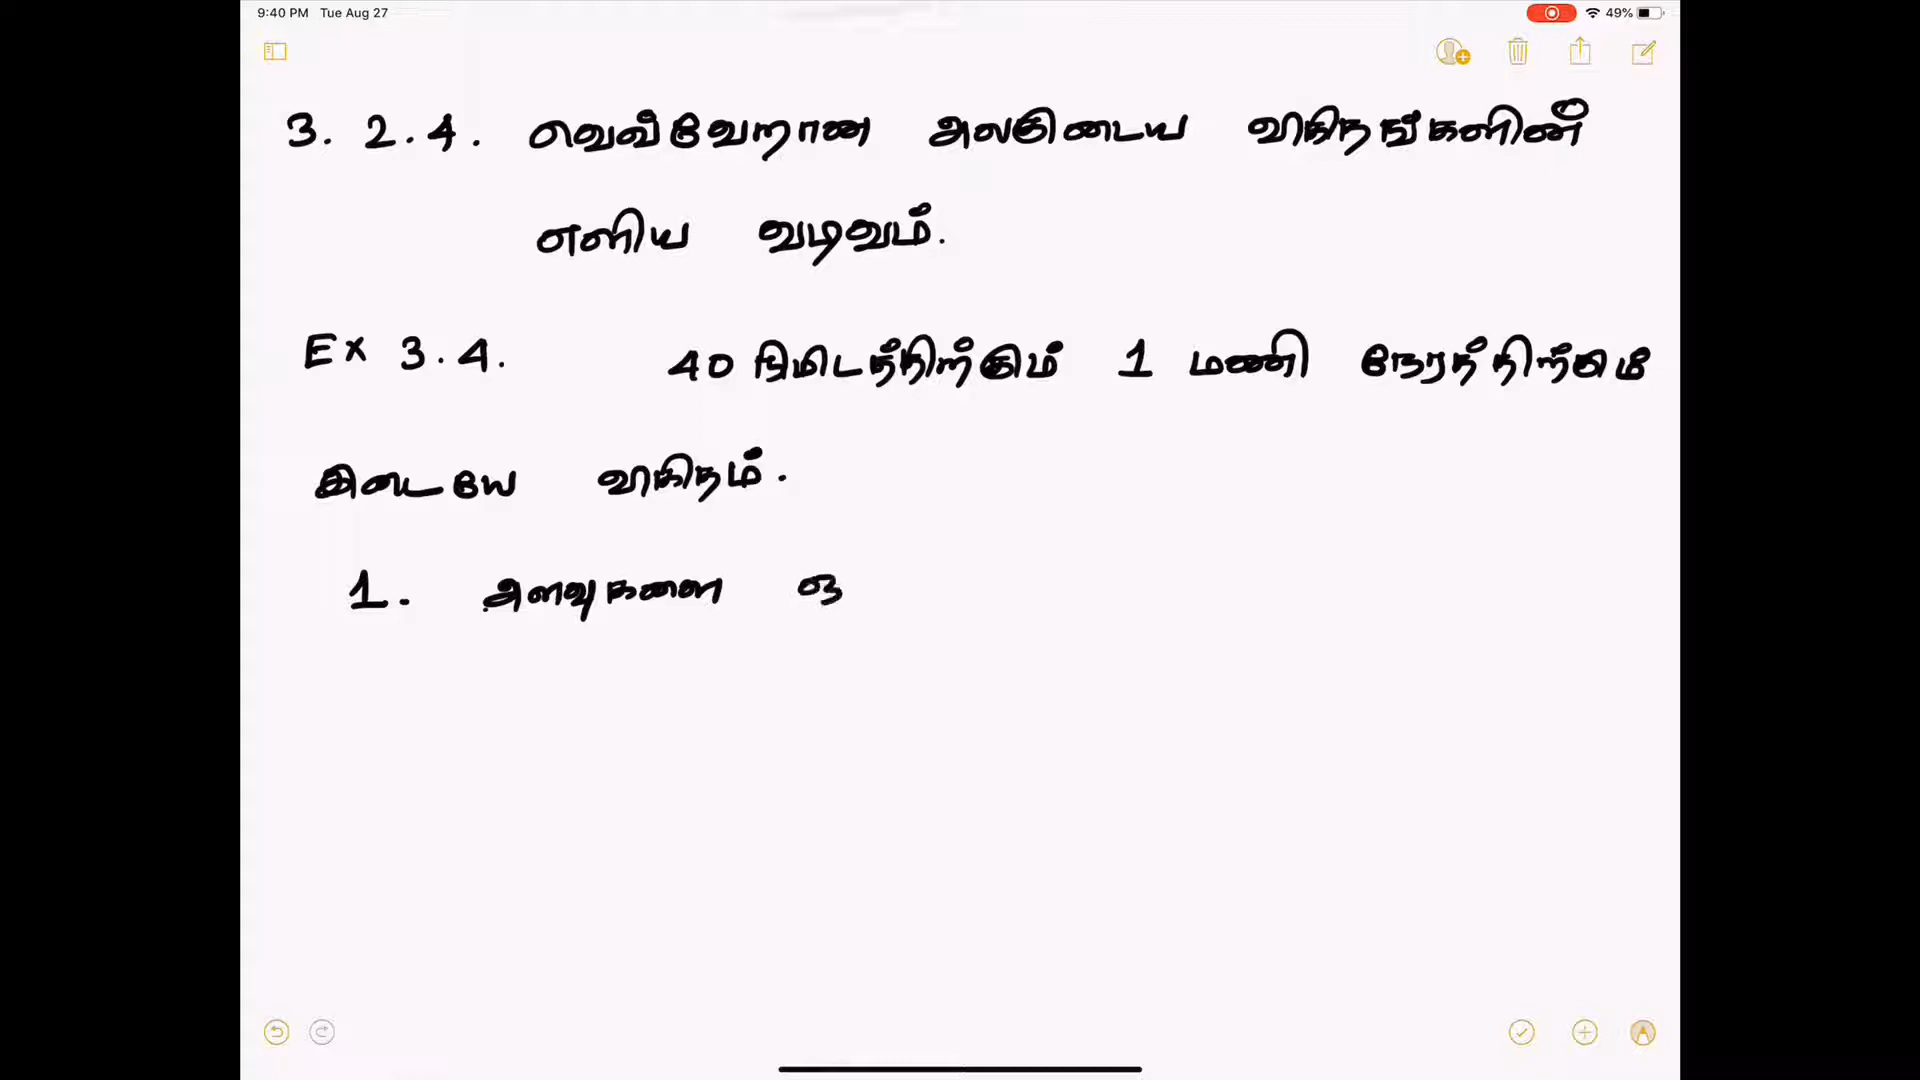 9:40 PM Tue Aug 27 49%
3.2.4. வெவ்வேறான அலகுடைய விகிதங்களின்
எளிய வடிவம்.
Ex 3.4. 40 நிமிடத்திற்கும் 1 மணி நேரத்திற்கும்
இடையே விகிதம்.
1. அளவுகளை ஒ